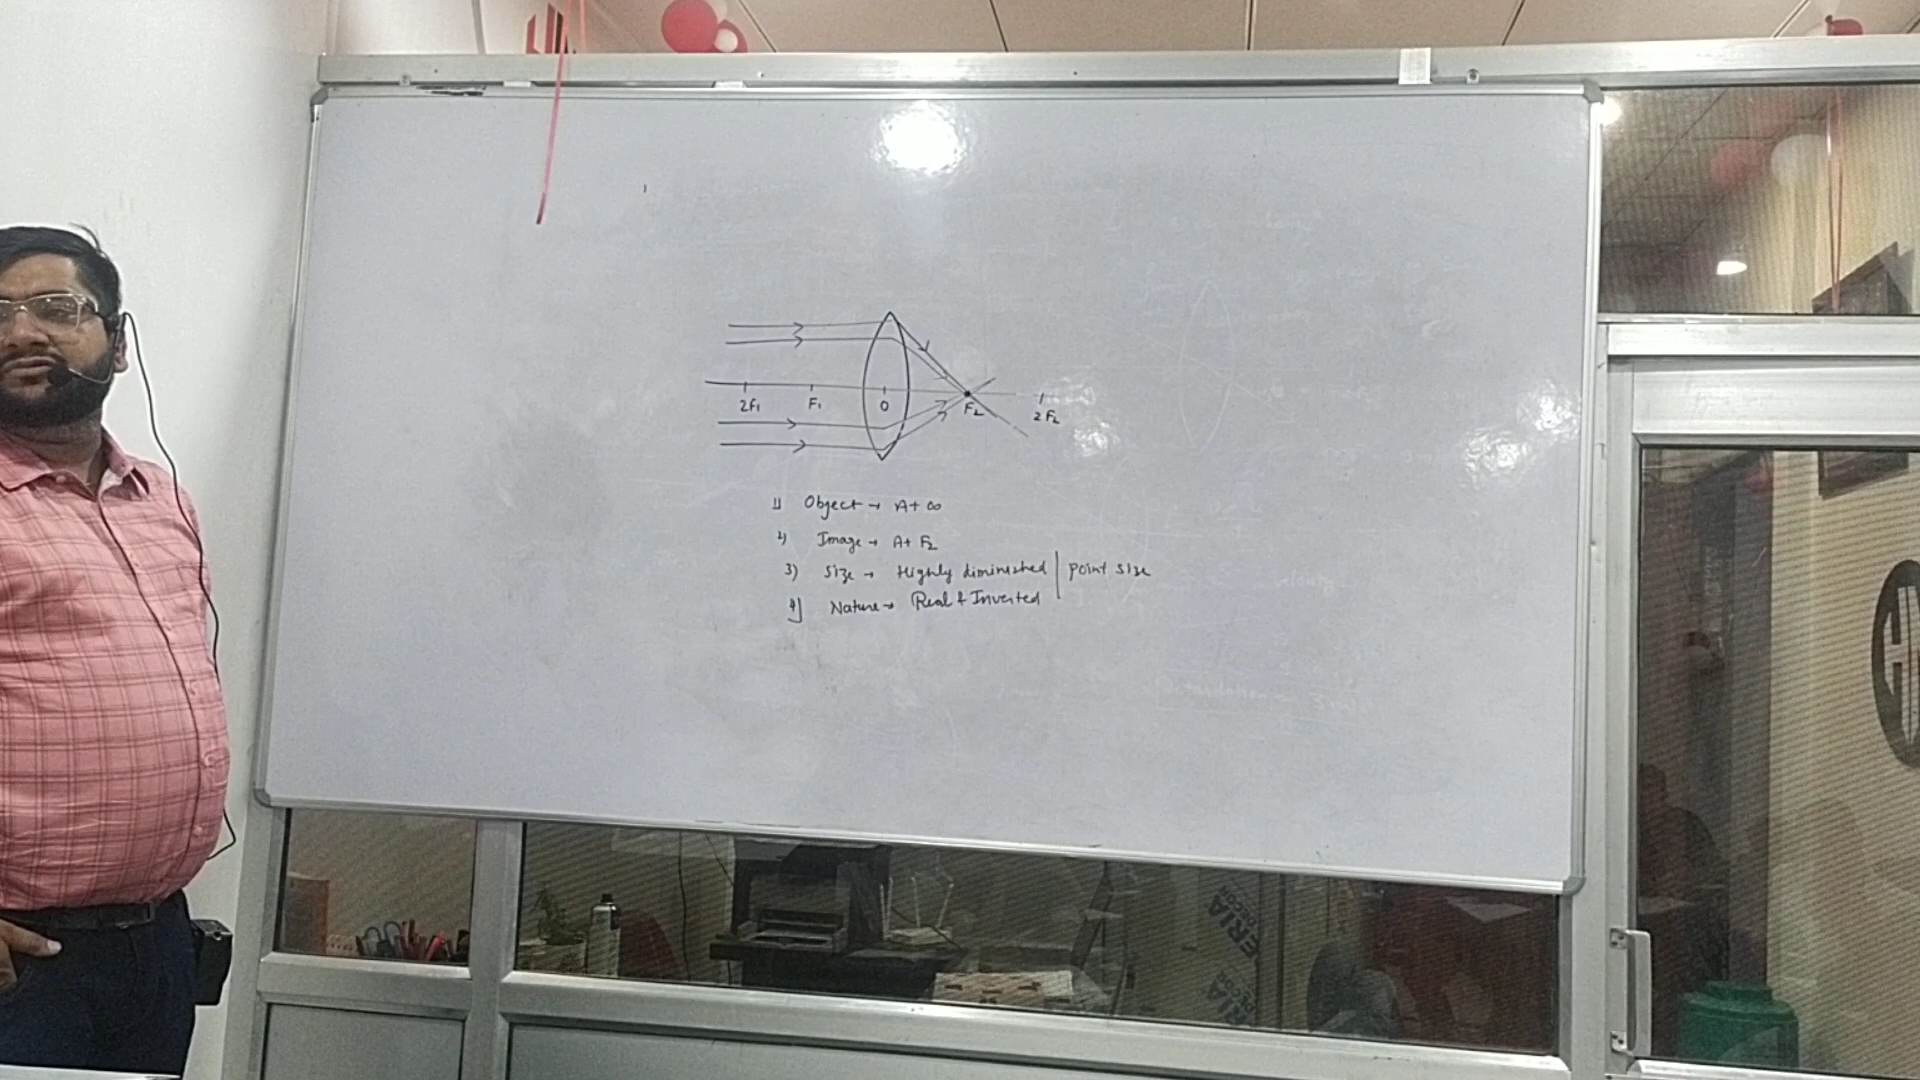 2F₁ F₁ O F₂ 2F₂
1) Object → At ∞
2) Image → At F₂
3) Size → Highly diminished | point size
4) Nature → Real & Inverted
ERIA